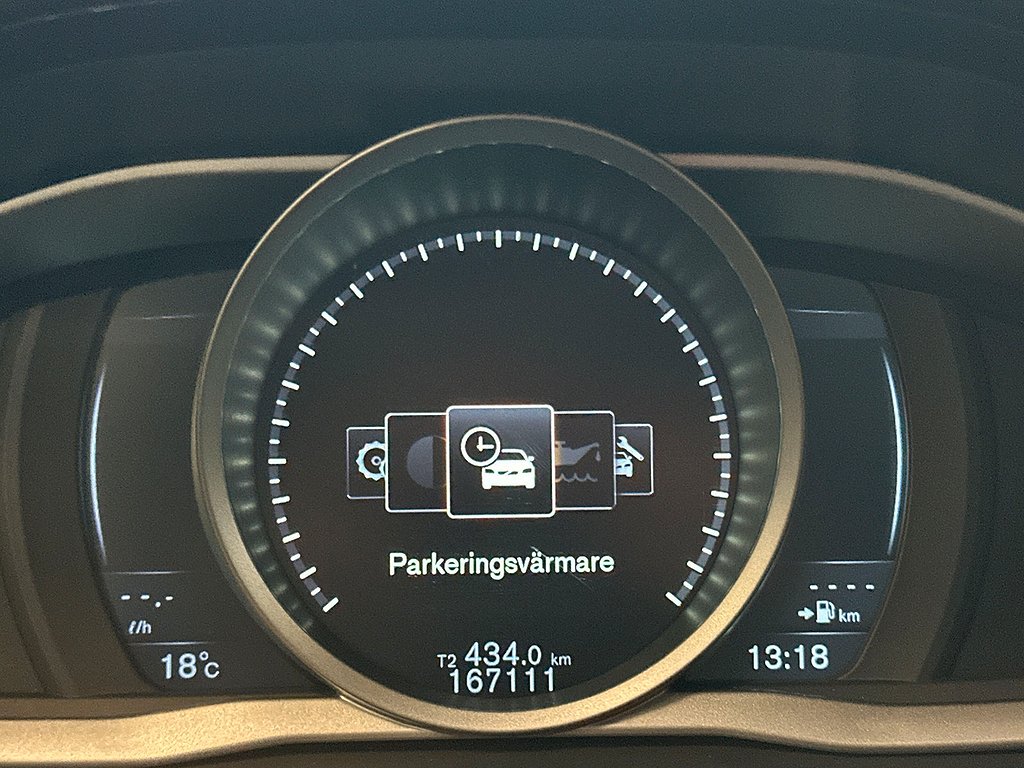 Parkeringsvärmare
--.-
ℓ/h
18°c
T2 434.0 km
167111
----
km
13:18